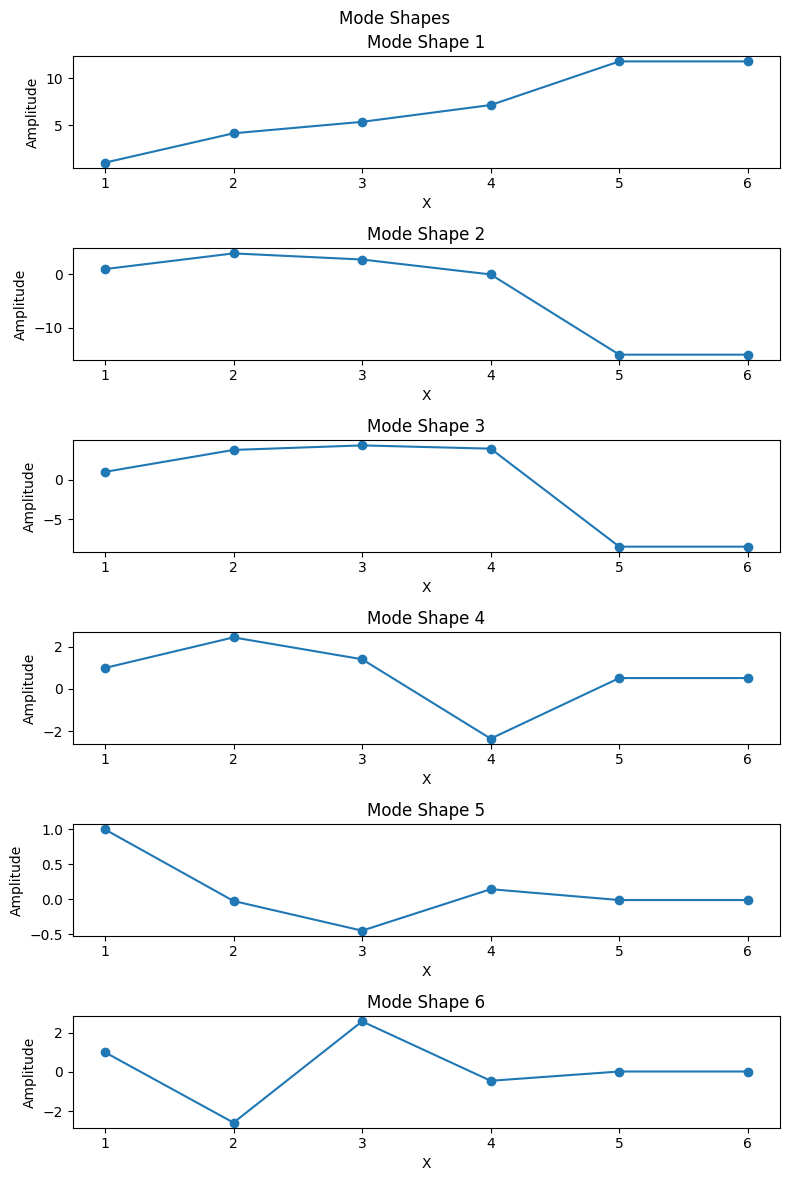 Mode Shapes
Mode Shape 1
Amplitude
10
5
1 2 3 4 5 6
X
Mode Shape 2
Amplitude
0
−10
1 2 3 4 5 6
X
Mode Shape 3
Amplitude
0
−5
1 2 3 4 5 6
X
Mode Shape 4
Amplitude
2
0
−2
1 2 3 4 5 6
X
Mode Shape 5
Amplitude
1.0
0.5
0.0
−0.5
1 2 3 4 5 6
X
Mode Shape 6
Amplitude
2
0
−2
1 2 3 4 5 6
X